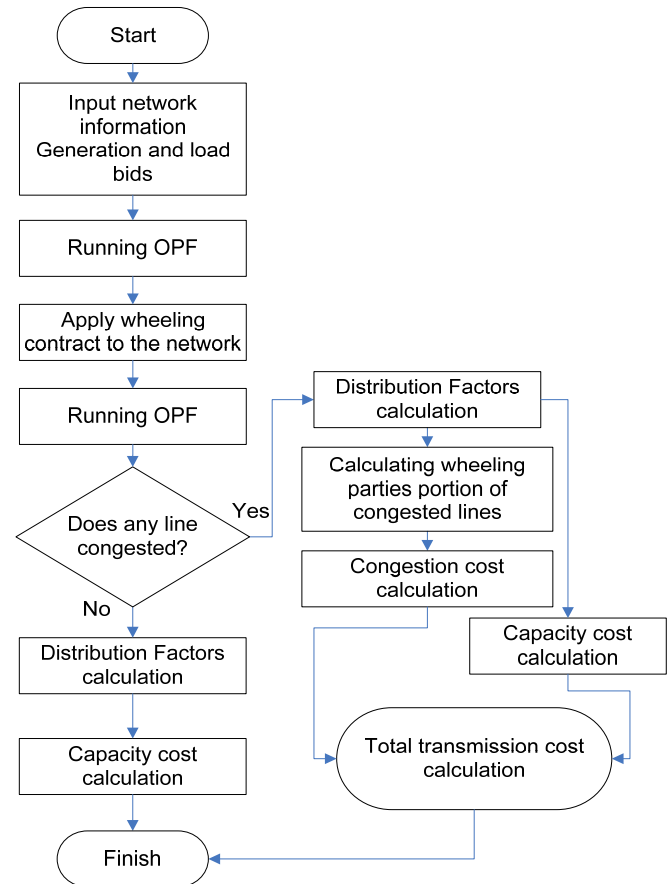 Start
Input network
information
Generation and load
bids
Running OPF
Apply wheeling
contract to the network
Running OPF
Does any line
congested?
Yes
No
Distribution Factors
calculation
Capacity cost
calculation
Finish
Distribution Factors
calculation
Calculating wheeling
parties portion of
congested lines
Congestion cost
calculation
Capacity cost
calculation
Total transmission cost
calculation